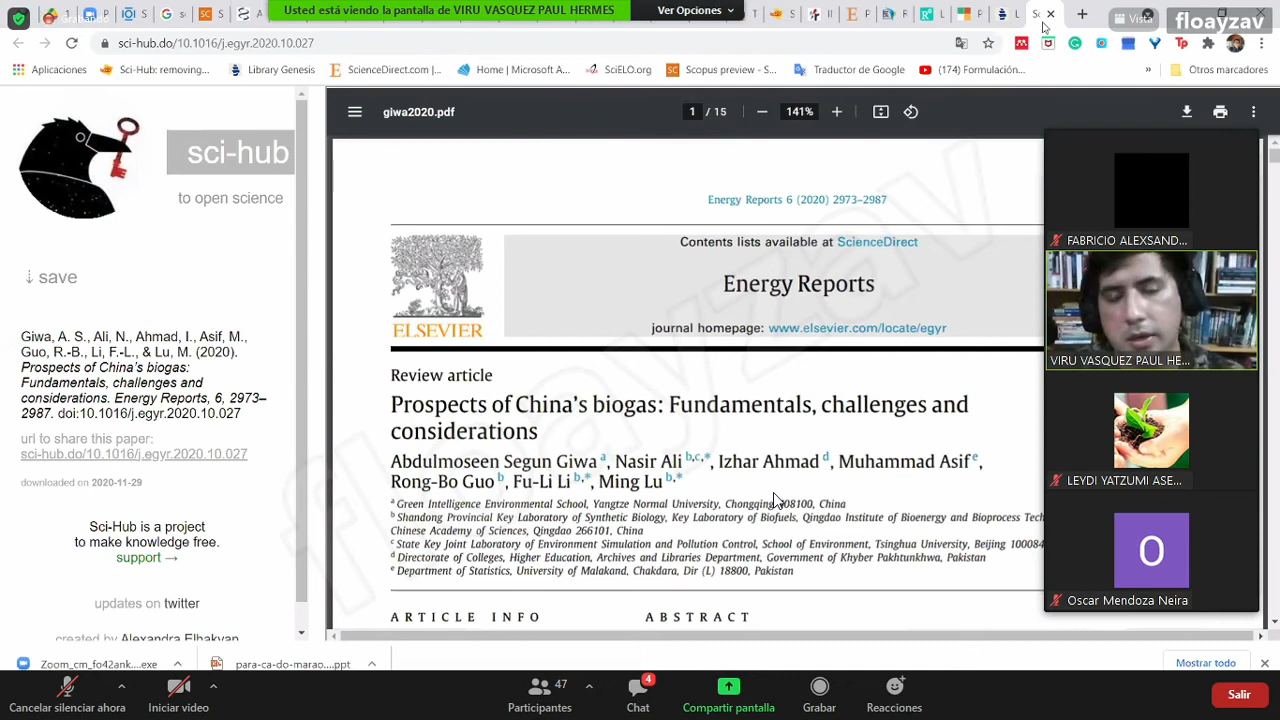 Usted está viendo la pantalla de VIRU VASQUEZ PAUL HERMES
Ver Opciones
Grabando
Vista
floayzav
sci-hub.do/10.1016/j.egyr.2020.10.027
Aplicaciones
Sci-Hub: removing...
Library Genesis
ScienceDirect.com |...
Home | Microsoft A...
SciELO.org
Scopus preview - S...
Traductor de Google
(174) Formulación...
»
Otros marcadores
giwa2020.pdf
1 / 15
141%
sci-hub
to open science
↓ save
Giwa, A. S., Ali, N., Ahmad, I., Asif, M.,
Guo, R.-B., Li, F.-L., & Lu, M. (2020).
Prospects of China's biogas:
Fundamentals, challenges and
considerations. Energy Reports, 6, 2973–
2987. doi:10.1016/j.egyr.2020.10.027
url to share this paper:
sci-hub.do/10.1016/j.egyr.2020.10.027
downloaded on 2020-11-29
Sci-Hub is a project
to make knowledge free.
support →
updates on twitter
created by Alexandra Elbakyan
Energy Reports 6 (2020) 2973–2987
Contents lists available at ScienceDirect
Energy Reports
journal homepage: www.elsevier.com/locate/egyr
ELSEVIER
Review article
Prospects of China's biogas: Fundamentals, challenges and
considerations
Abdulmoseen Segun Giwa a, Nasir Ali b,c,*, Izhar Ahmad d, Muhammad Asif e,
Rong-Bo Guo b, Fu-Li Li b,*, Ming Lu b,*
a Green Intelligence Environmental School, Yangtze Normal University, Chongqing 408100, China
b Shandong Provincial Key Laboratory of Synthetic Biology, Key Laboratory of Biofuels, Qingdao Institute of Bioenergy and Bioprocess Tech
Chinese Academy of Sciences, Qingdao 266101, China
c State Key Joint Laboratory of Environment Simulation and Pollution Control, School of Environment, Tsinghua University, Beijing 100084
d Directorate of Colleges, Higher Education, Archives and Libraries Department, Government of Khyber Pakhtunkhwa, Pakistan
e Department of Statistics, University of Malakand, Chakdara, Dir (L) 18800, Pakistan
ARTICLE INFO
ABSTRACT
floayzav
FABRICIO ALEXSAND...
VIRU VASQUEZ PAUL HE...
LEYDI YATZUMI ASE...
O
Oscar Mendoza Neira
Zoom_cm_fo42ank....exe
para-ca-do-marao....ppt
Mostrar todo
Cancelar silenciar ahora
Iniciar video
47
Participantes
4
Chat
Compartir pantalla
Grabar
Reacciones
Salir